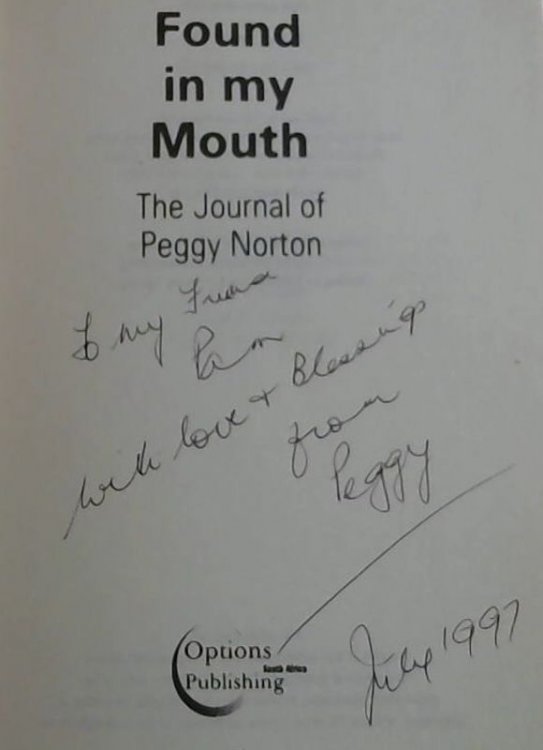 Found
in my
Mouth
The Journal of
Peggy Norton
To my Friend
Pam
with love + Blessings
from
Peggy
Options
South Africa
Publishing
July 1997